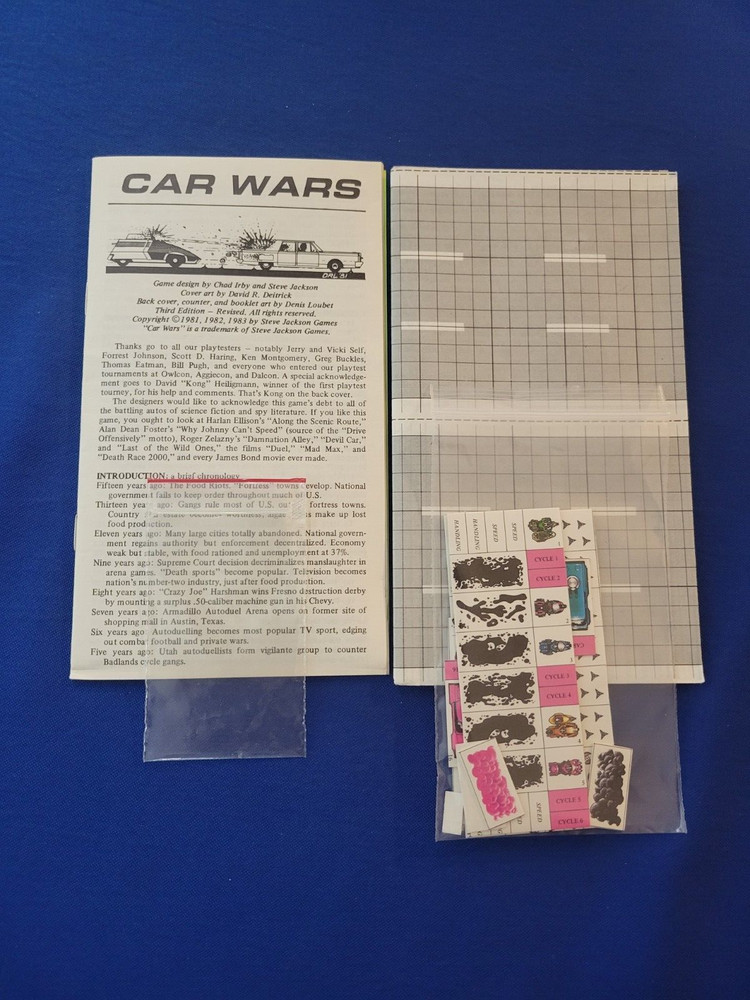 CAR WARS
DRL '81
Game design by Chad Irby and Steve Jackson
Cover art by David R. Deitrick
Back cover, counter, and booklet art by Denis Loubet
Third Edition – Revised. All rights reserved.
Copyright © 1981, 1982, 1983 by Steve Jackson Games
"Car Wars" is a trademark of Steve Jackson Games.
Thanks go to all our playtesters – notably Jerry and Vicki Self,
Forrest Johnson, Scott D. Haring, Ken Montgomery, Greg Buckles,
Thomas Eatman, Bill Pugh, and everyone who entered our playtest
tournaments at Owlcon, Aggiecon, and Dalcon. A special acknowledge-
ment goes to David "Kong" Heiligmann, winner of the first playtest
tourney, for his help and comments. That's Kong on the back cover.
The designers would like to acknowledge this game's debt to all of
the battling autos of science fiction and spy literature. If you like this
game, you ought to look at Harlan Ellison's "Along the Scenic Route,"
Alan Dean Foster's "Why Johnny Can't Speed" (source of the "Drive
Offensively" motto), Roger Zelazny's "Damnation Alley," "Devil Car,"
and "Last of the Wild Ones," the films "Duel," "Mad Max," and
"Death Race 2000," and every James Bond movie ever made.
INTRODUCTION: a brief chronology
Fifteen years ago: The Food Riots. "Fortress" towns develop. National
government fails to keep order throughout much of U.S.
Thirteen years ago: Gangs rule most of U.S. fortress towns.
Country estate becomes worthless, algae make up lost
food production.
Eleven years ago: Many large cities totally abandoned. National govern-
ment regains authority but enforcement decentralized. Economy
weak but stable, with food rationed and unemployment at 37%.
Nine years ago: Supreme Court decision decriminalizes manslaughter in
arena games. "Death sports" become popular. Television becomes
nation's number-two industry, just after food production.
Eight years ago: "Crazy Joe" Harshman wins Fresno destruction derby
by mounting a surplus .50-caliber machine gun in his Chevy.
Seven years ago: Armadillo Autoduel Arena opens on former site of
shopping mall in Austin, Texas.
Six years ago: Autoduelling becomes most popular TV sport, edging
out combat football and private wars.
Five years ago: Utah autoduellists form vigilante group to counter
Badlands cycle gangs.
HANDLING
HANDLING
SPEED
SPEED
CYCLE 1
CYCLE 2
CYCLE 3
CYCLE 4
CYCLE 5
CYCLE 6
SPEED
SPEED